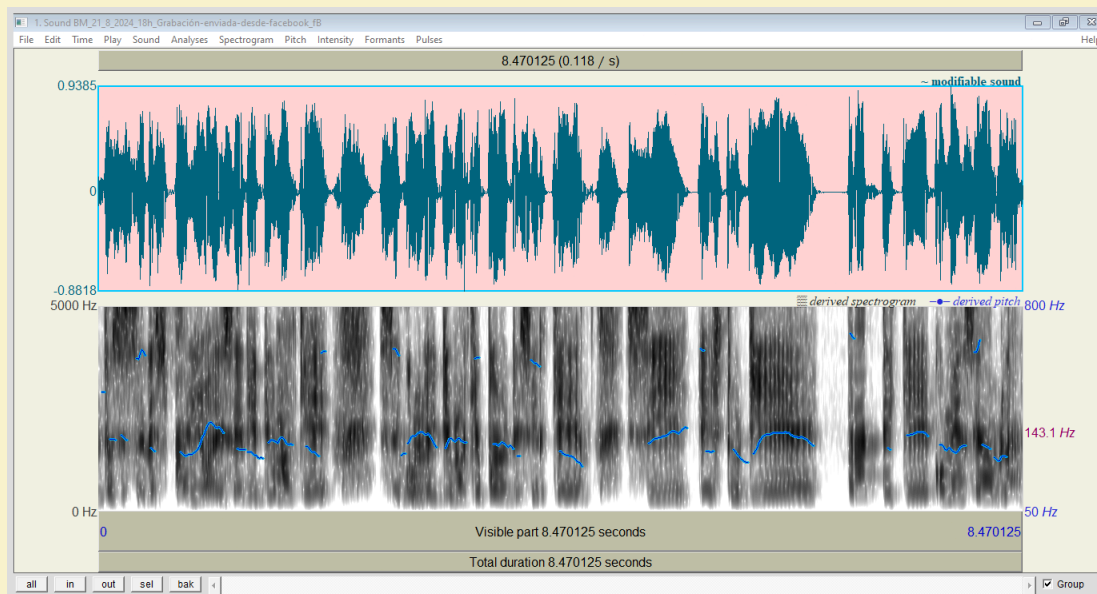 1. Sound BM_21_8_2024_18h_Grabación-enviada-desde-facebook_fB
File Edit Time Play Sound Analyses Spectrogram Pitch Intensity Formants Pulses Help
8.470125 (0.118 / s)
0.9385
~ modifiable sound
0
-0.8818
5000 Hz
derived spectrogram
derived pitch
800 Hz
143.1 Hz
0 Hz
50 Hz
0 Visible part 8.470125 seconds 8.470125
Total duration 8.470125 seconds
all in out sel bak Group